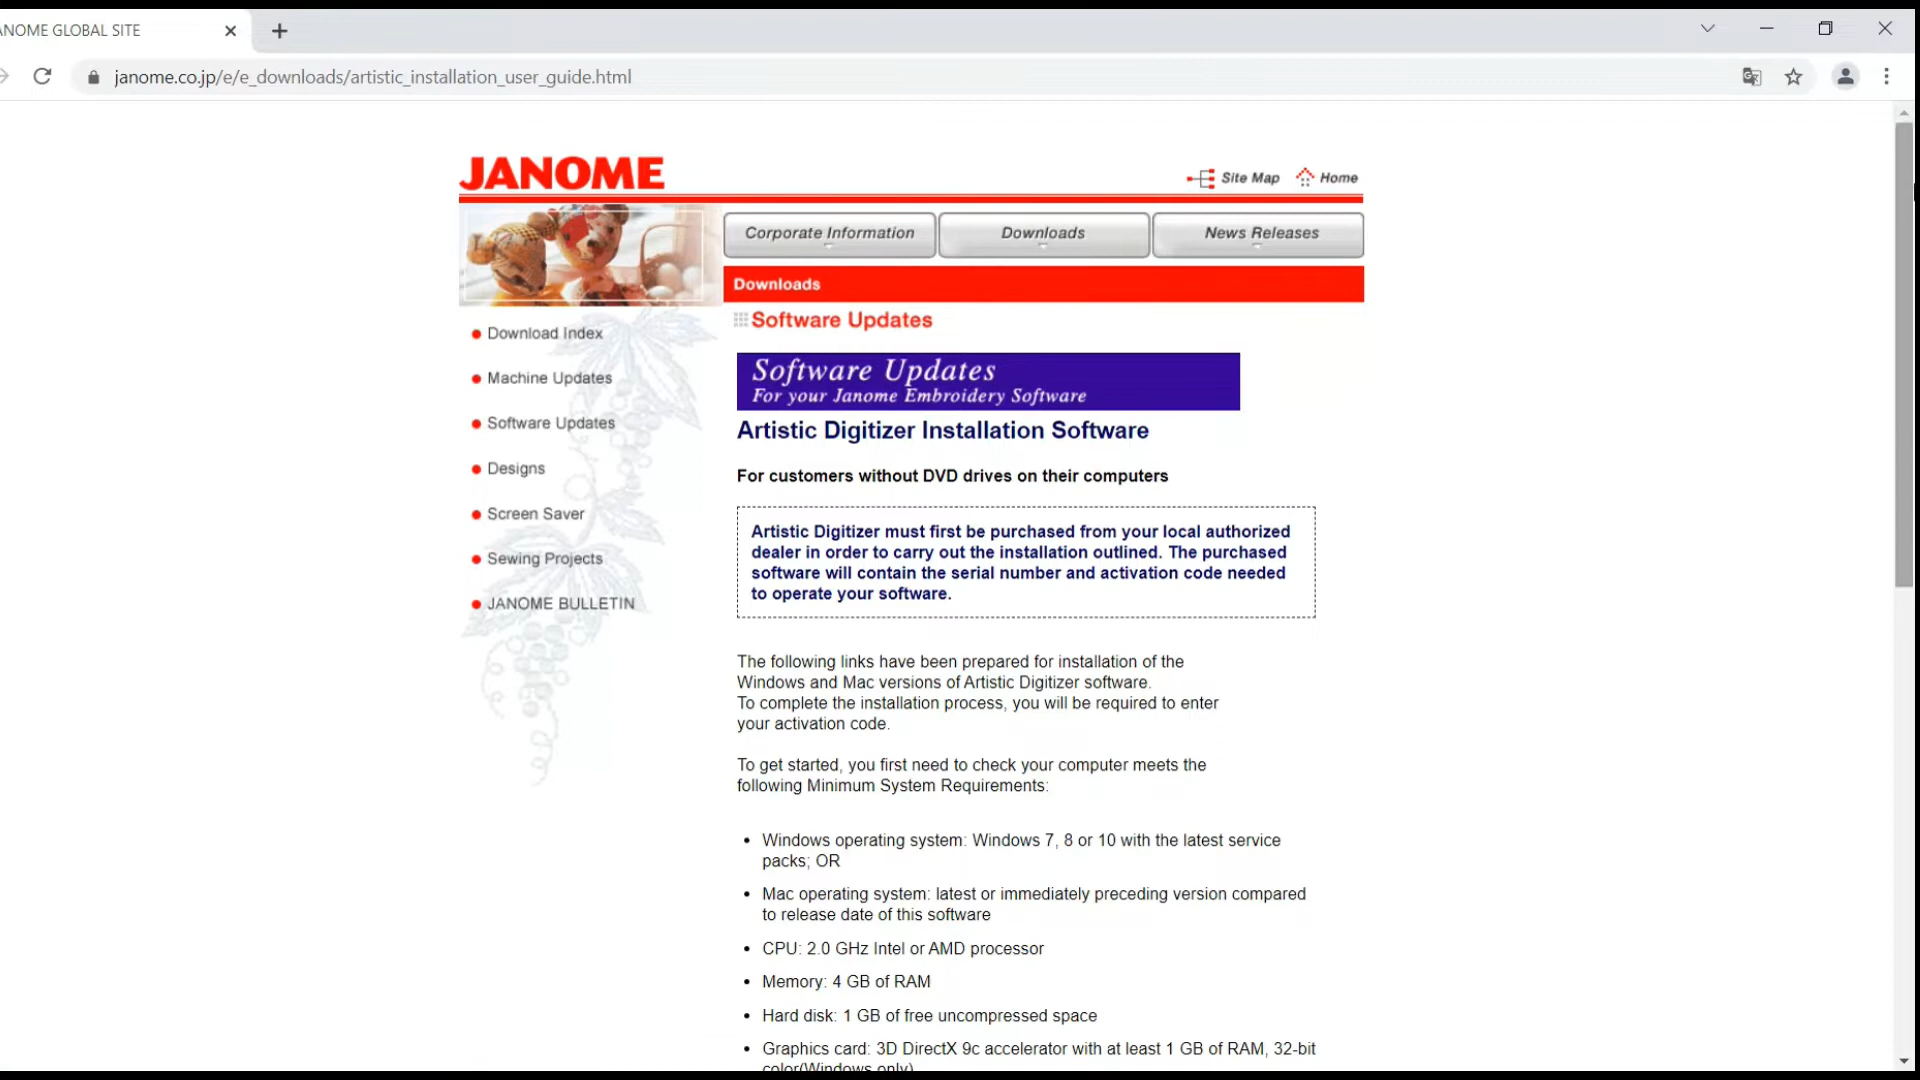 ANOME GLOBAL SITE
janome.co.jp/e/e_downloads/artistic_installation_user_guide.html
JANOME
Site Map
Home
Corporate Information
Downloads
News Releases
Downloads
Software Updates
Download Index
Machine Updates
Software Updates
Designs
Screen Saver
Sewing Projects
JANOME BULLETIN
Software Updates
For your Janome Embroidery Software
Artistic Digitizer Installation Software
For customers without DVD drives on their computers
Artistic Digitizer must first be purchased from your local authorized
dealer in order to carry out the installation outlined. The purchased
software will contain the serial number and activation code needed
to operate your software.
The following links have been prepared for installation of the
Windows and Mac versions of Artistic Digitizer software.
To complete the installation process, you will be required to enter
your activation code.
To get started, you first need to check your computer meets the
following Minimum System Requirements:
• Windows operating system: Windows 7, 8 or 10 with the latest service
packs; OR
• Mac operating system: latest or immediately preceding version compared
to release date of this software
• CPU: 2.0 GHz Intel or AMD processor
• Memory: 4 GB of RAM
• Hard disk: 1 GB of free uncompressed space
• Graphics card: 3D DirectX 9c accelerator with at least 1 GB of RAM, 32-bit
color(Windows only)